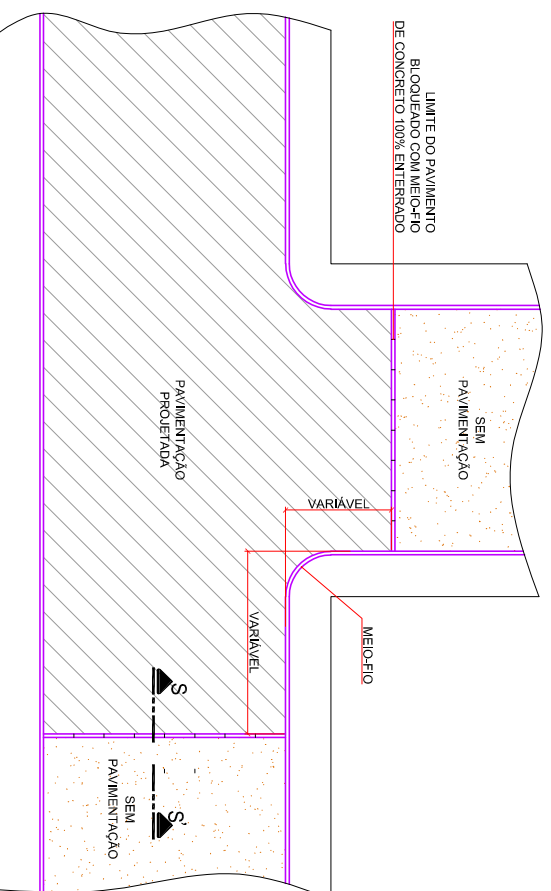 LIMITE DO PAVIMENTO
BLOQUEADO COM MEIO-FIO
DE CONCRETO 100% ENTERRADO
SEM
PAVIMENTAÇÃO
PAVIMENTAÇÃO
PROJETADA
VARIÁVEL
VARIÁVEL
MEIO-FIO
S
S'
SEM
PAVIMENTAÇÃO